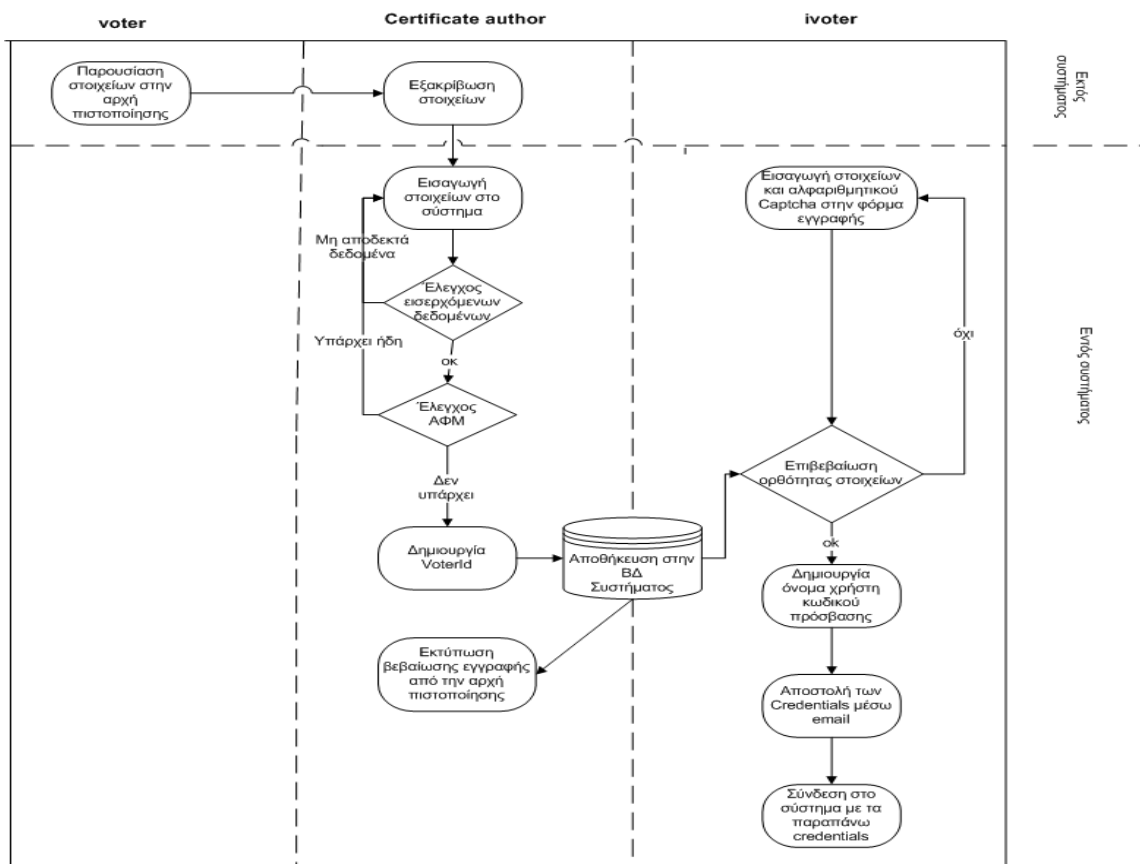 voter
Certificate author
ivoter
Παρουσίαση
στοιχείων στην
αρχή
πιστοποίησης
Εξακρίβωση
στοιχείων
Εκτός
συστήματος
Εισαγωγή
στοιχείων στο
σύστημα
Εισαγωγή στοιχείων
και αλφαριθμητικού
Captcha στην φόρμα
εγγραφής
Μη αποδεκτά
δεδομένα
Έλεγχος
εισερχόμενων
δεδομένων
Υπάρχει ήδη
οκ
όχι
Εντός συστήματος
Έλεγχος
ΑΦΜ
Επιβεβαίωση
ορθότητας στοιχείων
Δεν
υπάρχει
ok
Δημιουργία
VoterId
Αποθήκευση στην
ΒΔ
Συστήματος
Δημιουργία
όνομα χρήστη
κωδικού
πρόσβασης
Εκτύπωση
βεβαίωσης εγγραφής
από την αρχή
πιστοποίησης
Αποστολή των
Credentials μέσω
email
Σύνδεση στο
σύστημα με τα
παραπάνω
credentials